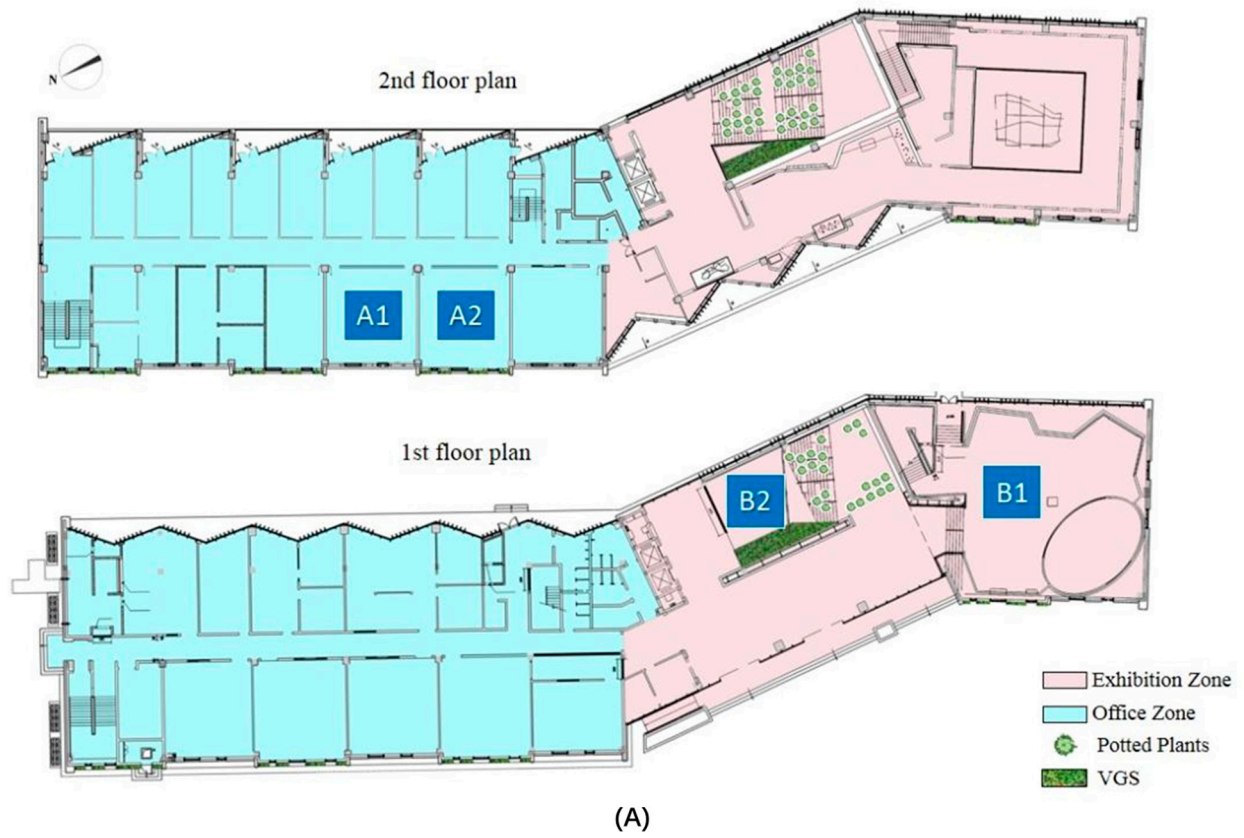 N
2nd floor plan
A1
A2
1st floor plan
B2
B1
Exhibition Zone
Office Zone
Potted Plants
VGS
(A)